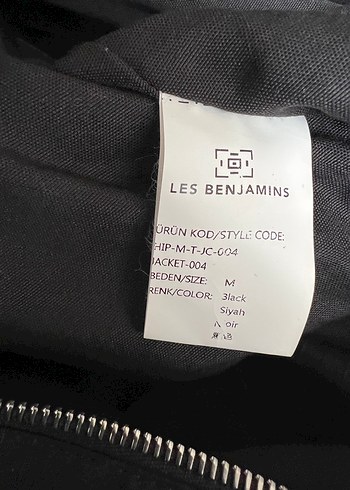 LES BENJAMINS
ÜRÜN KOD/STYLE CODE:
HIP-M-T-JC-004
JACKET-004
BEDEN/SIZE: M
RENK/COLOR: Black
Siyah
Noir